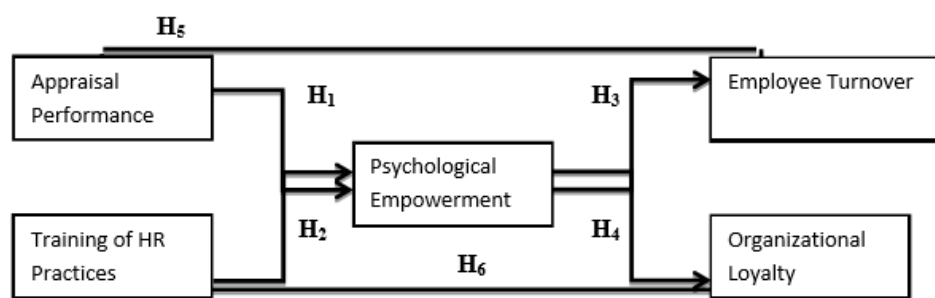 H5
Appraisal
Performance
H1
H3
Employee Turnover
Psychological
Empowerment
Training of HR
Practices
H2
H4
Organizational
Loyalty
H6